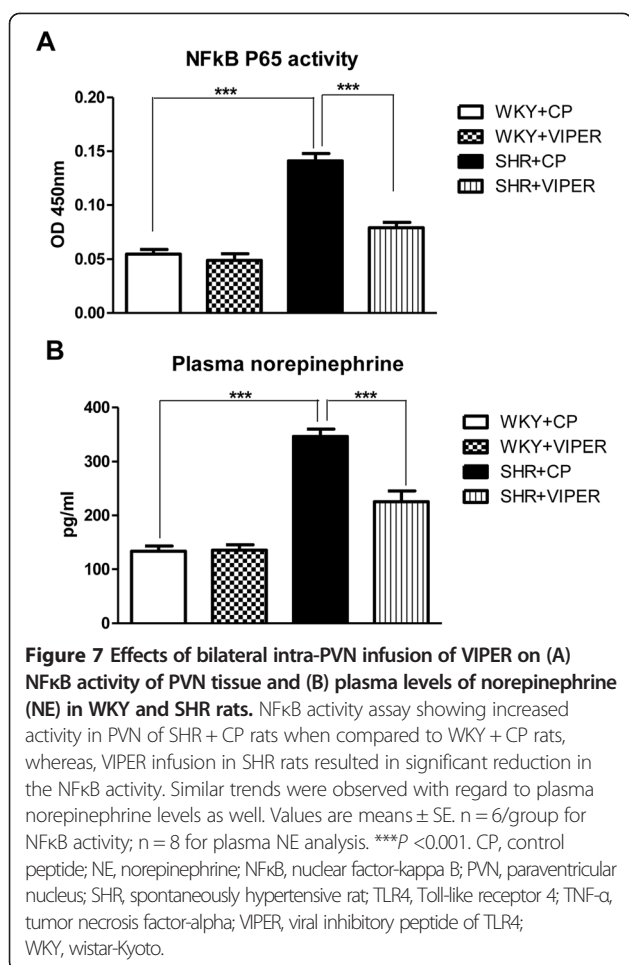 A
NFkB P65 activity
*** ***
0.20
0.15
0.10
0.05
0.00
OD 450nm
WKY+CP
WKY+VIPER
SHR+CP
SHR+VIPER
B
Plasma norepinephrine
*** ***
400
300
200
100
0
pg/ml
WKY+CP
WKY+VIPER
SHR+CP
SHR+VIPER
Figure 7 Effects of bilateral intra-PVN infusion of VIPER on (A)
NFκB activity of PVN tissue and (B) plasma levels of norepinephrine
(NE) in WKY and SHR rats. NFκB activity assay showing increased
activity in PVN of SHR + CP rats when compared to WKY + CP rats,
whereas, VIPER infusion in SHR rats resulted in significant reduction in
the NFκB activity. Similar trends were observed with regard to plasma
norepinephrine levels as well. Values are means ± SE. n = 6/group for
NFκB activity; n = 8 for plasma NE analysis. ***P <0.001. CP, control
peptide; NE, norepinephrine; NFκB, nuclear factor-kappa B; PVN, paraventricular
nucleus; SHR, spontaneously hypertensive rat; TLR4, Toll-like receptor 4; TNF-α,
tumor necrosis factor-alpha; VIPER, viral inhibitory peptide of TLR4;
WKY, wistar-Kyoto.